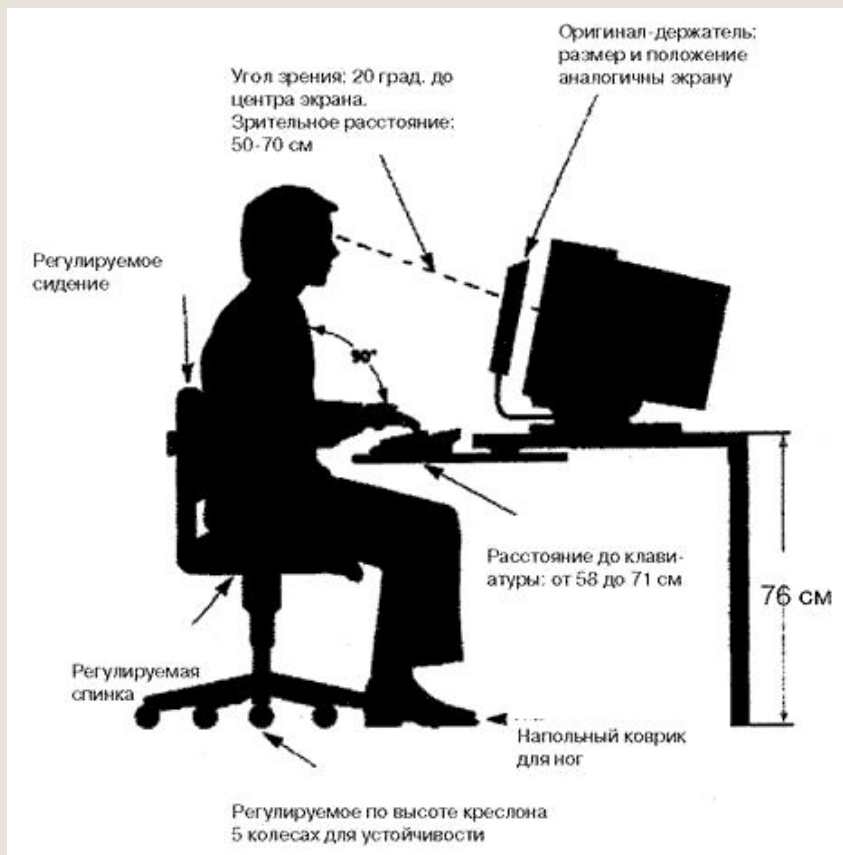 Оригинал-держатель:
размер и положение
аналогичны экрану
Угол зрения: 20 град. до
центра экрана.
Зрительное расстояние:
50-70 см
Регулируемое
сидение
90°
Расстояние до клави-
атуры: от 58 до 71 см
76 см
Регулируемая
спинка
Напольный коврик
для ног
Регулируемое по высоте креслона
5 колесах для устойчивости